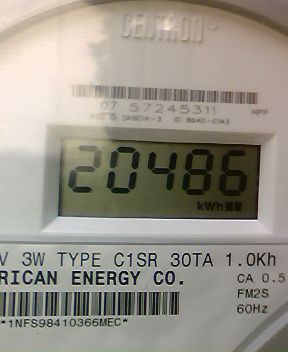 CENTRON®
07 57245311 HPF
20486
kWh
V 3W TYPE C1SR 30TA 1.0Kh
RICAN ENERGY CO. CA 0.5
FM2S
60Hz
*1NFS98410366MEC*